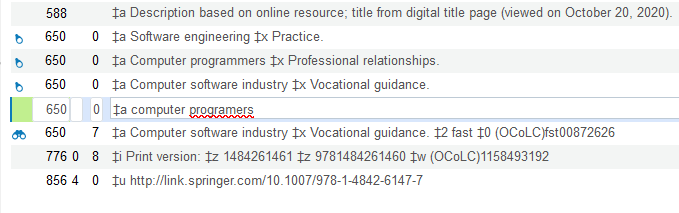 588 ‡a Description based on online resource; title from digital title page (viewed on October 20, 2020).
650 0 ‡a Software engineering ‡x Practice.
650 0 ‡a Computer programmers ‡x Professional relationships.
650 0 ‡a Computer software industry ‡x Vocational guidance.
650 0 ‡a computer programers
650 7 ‡a Computer software industry ‡x Vocational guidance. ‡2 fast ‡0 (OCoLC)fst00872626
776 0 8 ‡i Print version: ‡z 1484261461 ‡z 9781484261460 ‡w (OCoLC)1158493192
856 4 0 ‡u http://link.springer.com/10.1007/978-1-4842-6147-7